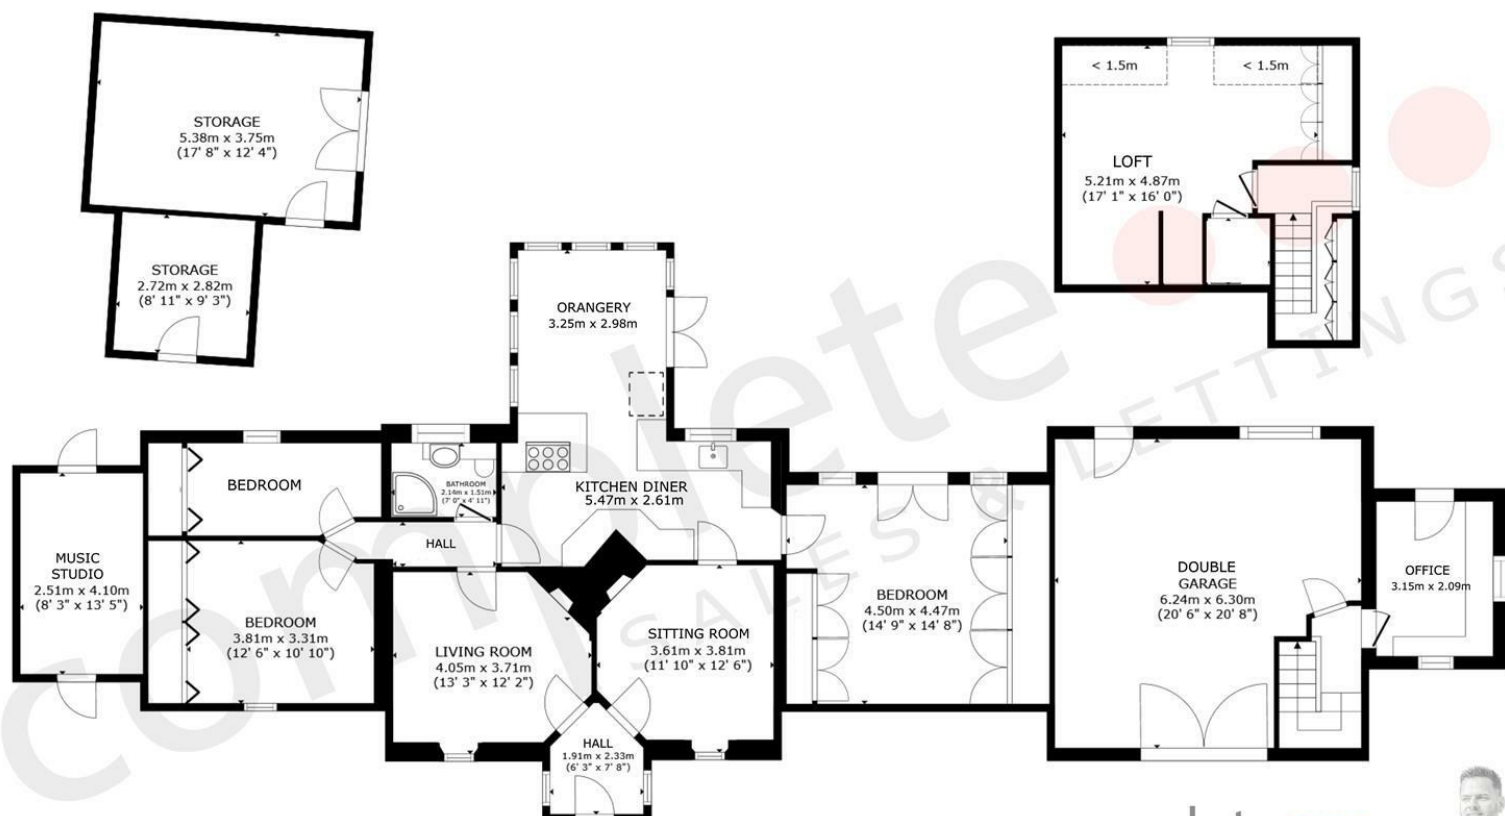 STORAGE
5.38m x 3.75m
(17' 8" x 12' 4")
STORAGE
2.72m x 2.82m
(8' 11" x 9' 3")
< 1.5m
< 1.5m
LOFT
5.21m x 4.87m
(17' 1" x 16' 0")
ORANGERY
3.25m x 2.98m
KITCHEN DINER
5.47m x 2.61m
BATHROOM
2.14m x 1.51m
(7' 0" x 4' 11")
BEDROOM
HALL
MUSIC
STUDIO
2.51m x 4.10m
(8' 3" x 13' 5")
BEDROOM
3.81m x 3.31m
(12' 6" x 10' 10")
LIVING ROOM
4.05m x 3.71m
(13' 3" x 12' 2")
SITTING ROOM
3.61m x 3.81m
(11' 10" x 12' 6")
HALL
1.91m x 2.33m
(6' 3" x 7' 8")
BEDROOM
4.50m x 4.47m
(14' 9" x 14' 8")
DOUBLE
GARAGE
6.24m x 6.30m
(20' 6" x 20' 8")
OFFICE
3.15m x 2.09m
complete
SALES & LETTINGS